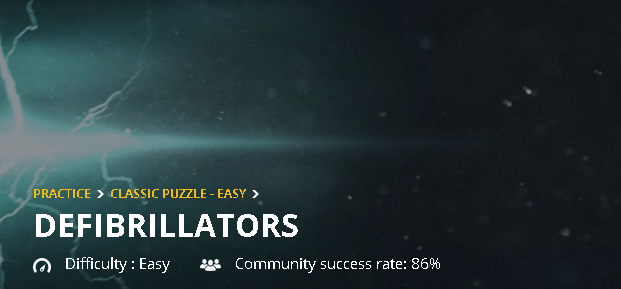 PRACTICE > CLASSIC PUZZLE - EASY >
DEFIBRILLATORS
Difficulty : Easy Community success rate: 86%